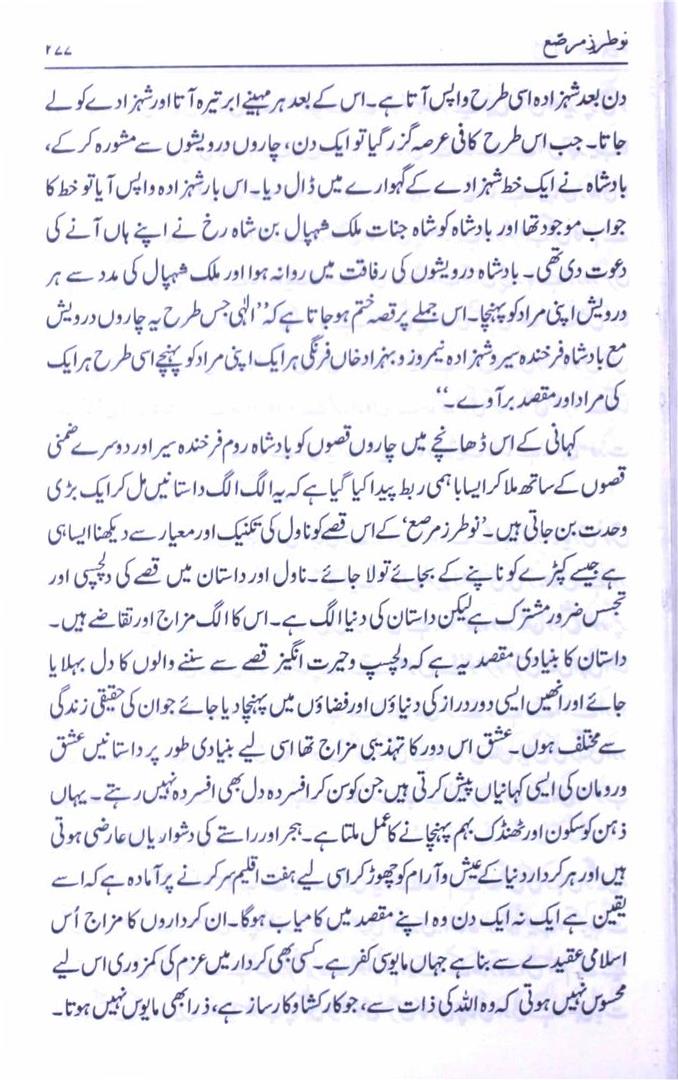 نو طرز مرصّع ۲۷۷
دن بعد شہزادہ اسی طرح واپس آتا ہے۔ اس کے بعد ہر مہینے ابرِ تیرہ آتا اور شہزادے کو لے
جاتا۔ جب اس طرح کافی عرصہ گزر گیا تو ایک دن، چاروں درویشوں سے مشورہ کر کے،
بادشاہ نے ایک خط شہزادے کے گہوارے میں ڈال دیا۔ اس بار شہزادہ واپس آیا تو خط کا
جواب موجود تھا اور بادشاہ کو شاہ جنات ملک شہپال بن شاہ رخ نے اپنے ہاں آنے کی
دعوت دی تھی۔ بادشاہ درویشوں کی رفاقت میں روانہ ہوا اور ملک شہپال کی مدد سے ہر
درویش اپنی مراد کو پہنچا۔ اس جملے پر قصہ ختم ہو جاتا ہے کہ ’’الٰہی جس طرح یہ چاروں درویش
مع بادشاہ فرخندہ سیر و شہزادہ نیمروز و بہزاد خاں فرنگی ہر ایک اپنی مراد کو پہنچے اسی طرح ہر ایک
کی مراد اور مقصد بر آوے۔‘‘
کہانی کے اس ڈھانچے میں چاروں قصوں کو بادشاہ روم فرخندہ سیر اور دوسرے ضمنی
قصوں کے ساتھ ملا کر ایسا باہمی ربط پیدا کیا گیا ہے کہ یہ الگ الگ داستانیں مل کر ایک بڑی
وحدت بن جاتی ہیں۔ ’نو طرز مرصع‘ کے اس قصے کو ناول کی تکنیک اور معیار سے دیکھنا ایسا ہی
ہے جیسے کپڑے کو ناپنے کے بجائے تولا جائے۔ ناول اور داستان میں قصے کی دلچسپی اور
تجسس ضرور مشترک ہے لیکن داستان کی دنیا الگ ہے۔ اس کا الگ مزاج اور تقاضے ہیں۔
داستان کا بنیادی مقصد یہ ہے کہ دلچسپ و حیرت انگیز قصے سے سننے والوں کا دل بہلایا
جائے اور انھیں ایسی دور دراز کی دنیاؤں اور فضاؤں میں پہنچا دیا جائے جو ان کی حقیقی زندگی
سے مختلف ہوں۔ عشق اس دور کا تہذیبی مزاج تھا اسی لیے بنیادی طور پر داستانیں عشق
و رومان کی ایسی کہانیاں پیش کرتی ہیں جن کو سن کر افسردہ دل بھی افسردہ نہیں رہتے۔ یہاں
ذہن کو سکون اور ٹھنڈک بہم پہنچانے کا عمل ملتا ہے۔ ہجر اور راستے کی دشواریاں عارضی ہوتی
ہیں اور ہر کردار دنیا کے عیش و آرام کو چھوڑ کر اسی لیے ہفت اقلیم سر کرنے پر آمادہ ہے کہ اسے
یقین ہے ایک نہ ایک دن وہ اپنے مقصد میں کامیاب ہوگا۔ ان کرداروں کا مزاج اُس
اسلامی عقیدے سے بنا ہے جہاں مایوسی کفر ہے۔ کسی بھی کردار میں عزم کی کمزوری اس لیے
محسوس نہیں ہوتی کہ وہ اللہ کی ذات سے، جو کارکشا و کارساز ہے، ذرا بھی مایوس نہیں ہوتا۔